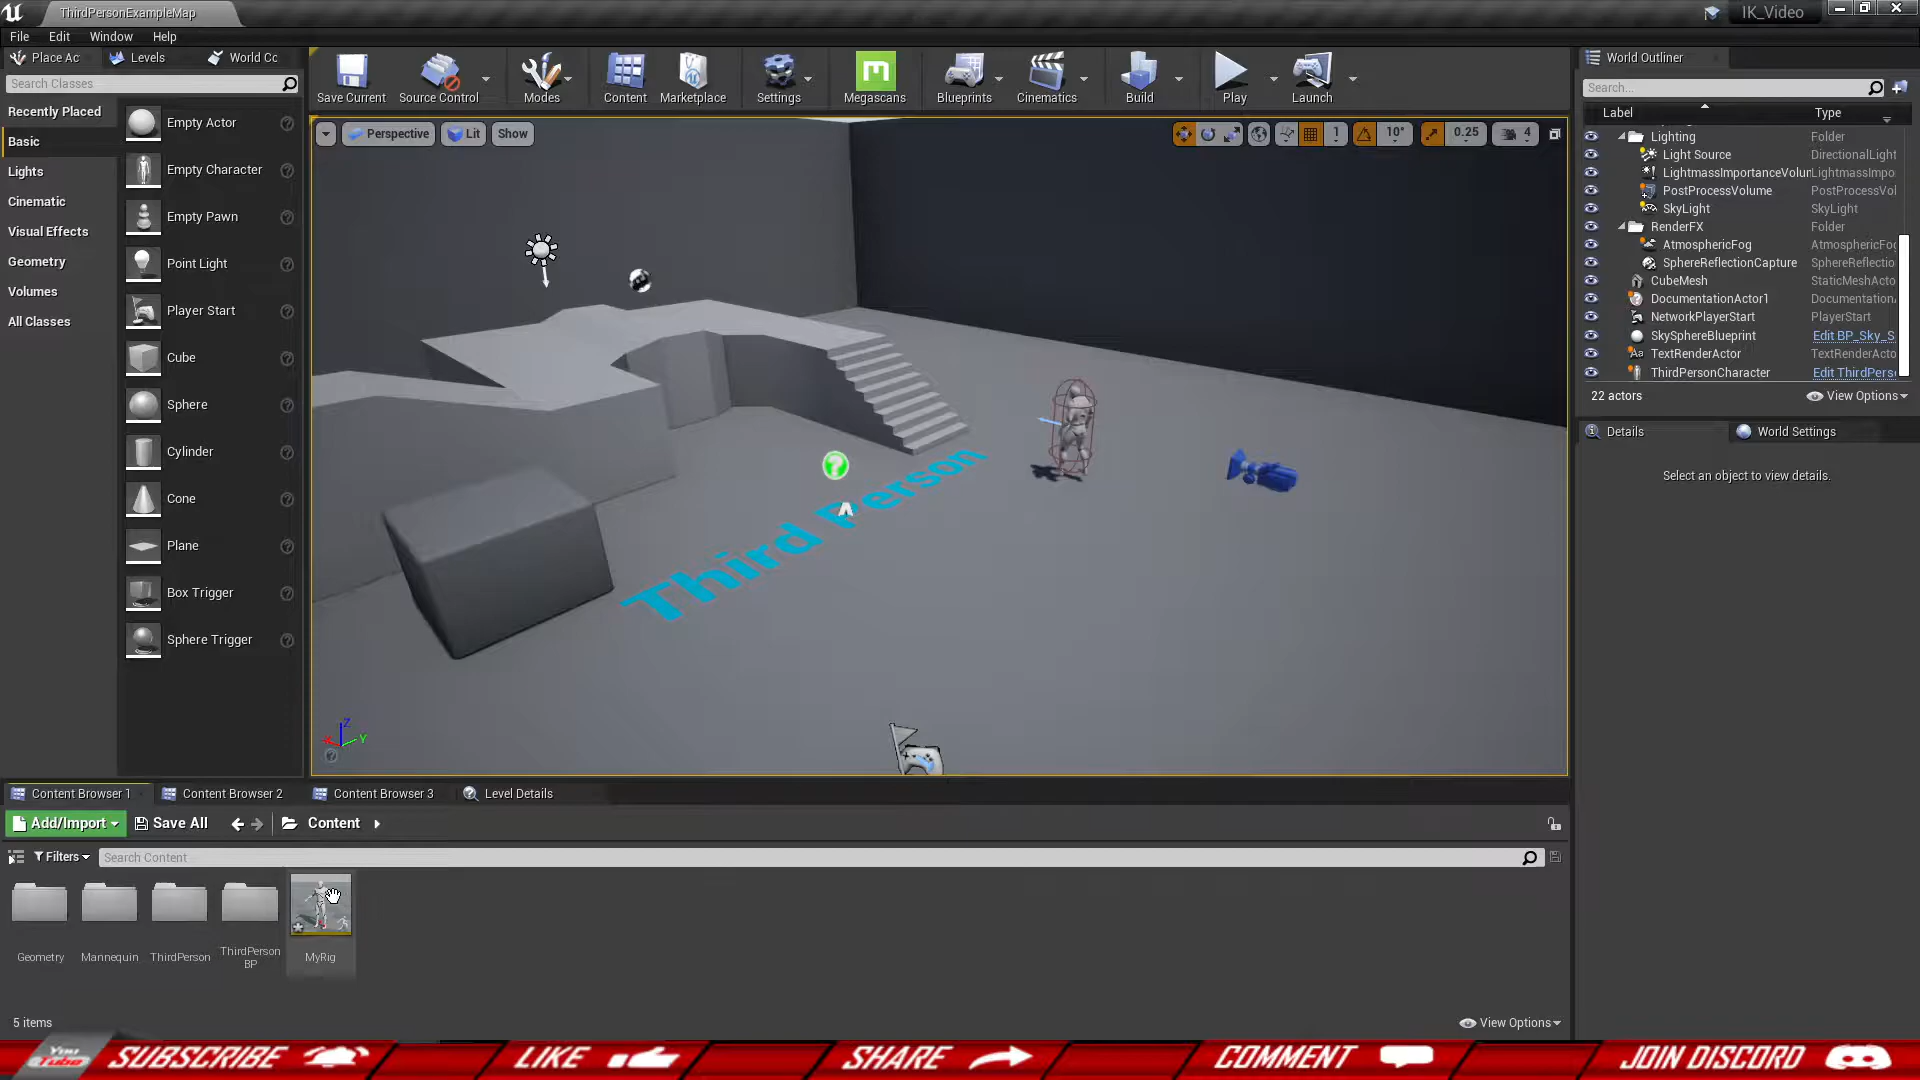 ThirdPersonExampleMap
IK_Video
File Edit Window Help
Place Ac Levels World Cc
Search Classes
Recently Placed
Basic
Lights
Cinematic
Visual Effects
Geometry
Volumes
All Classes
Empty Actor
Empty Character
Empty Pawn
Point Light
Player Start
Cube
Sphere
Cylinder
Cone
Plane
Box Trigger
Sphere Trigger
Save Current Source Control Modes Content Marketplace Settings Megascans Blueprints Cinematics Build Play Launch
Perspective Lit Show
1 10° 0.25 4
Third Person
Z
X Y
World Outliner
Search...
Label Type
Lighting Folder
Light Source DirectionalLight
LightmassImportanceVolum LightmassImpo
PostProcessVolume PostProcessVol
SkyLight SkyLight
RenderFX Folder
AtmosphericFog AtmosphericFog
SphereReflectionCapture SphereReflectio
CubeMesh StaticMeshActo
DocumentationActor1 Documentation
NetworkPlayerStart PlayerStart
SkySphereBlueprint Edit BP_Sky_S
TextRenderActor TextRenderActo
ThirdPersonCharacter Edit ThirdPers
22 actors View Options
Details World Settings
Select an object to view details.
Content Browser 1 Content Browser 2 Content Browser 3 Level Details
Add/Import Save All Content
Filters Search Content
Geometry Mannequin ThirdPerson ThirdPerson
BP MyRig
5 items View Options
You Tube SUBSCRIBE LIKE SHARE COMMENT JOIN DISCORD